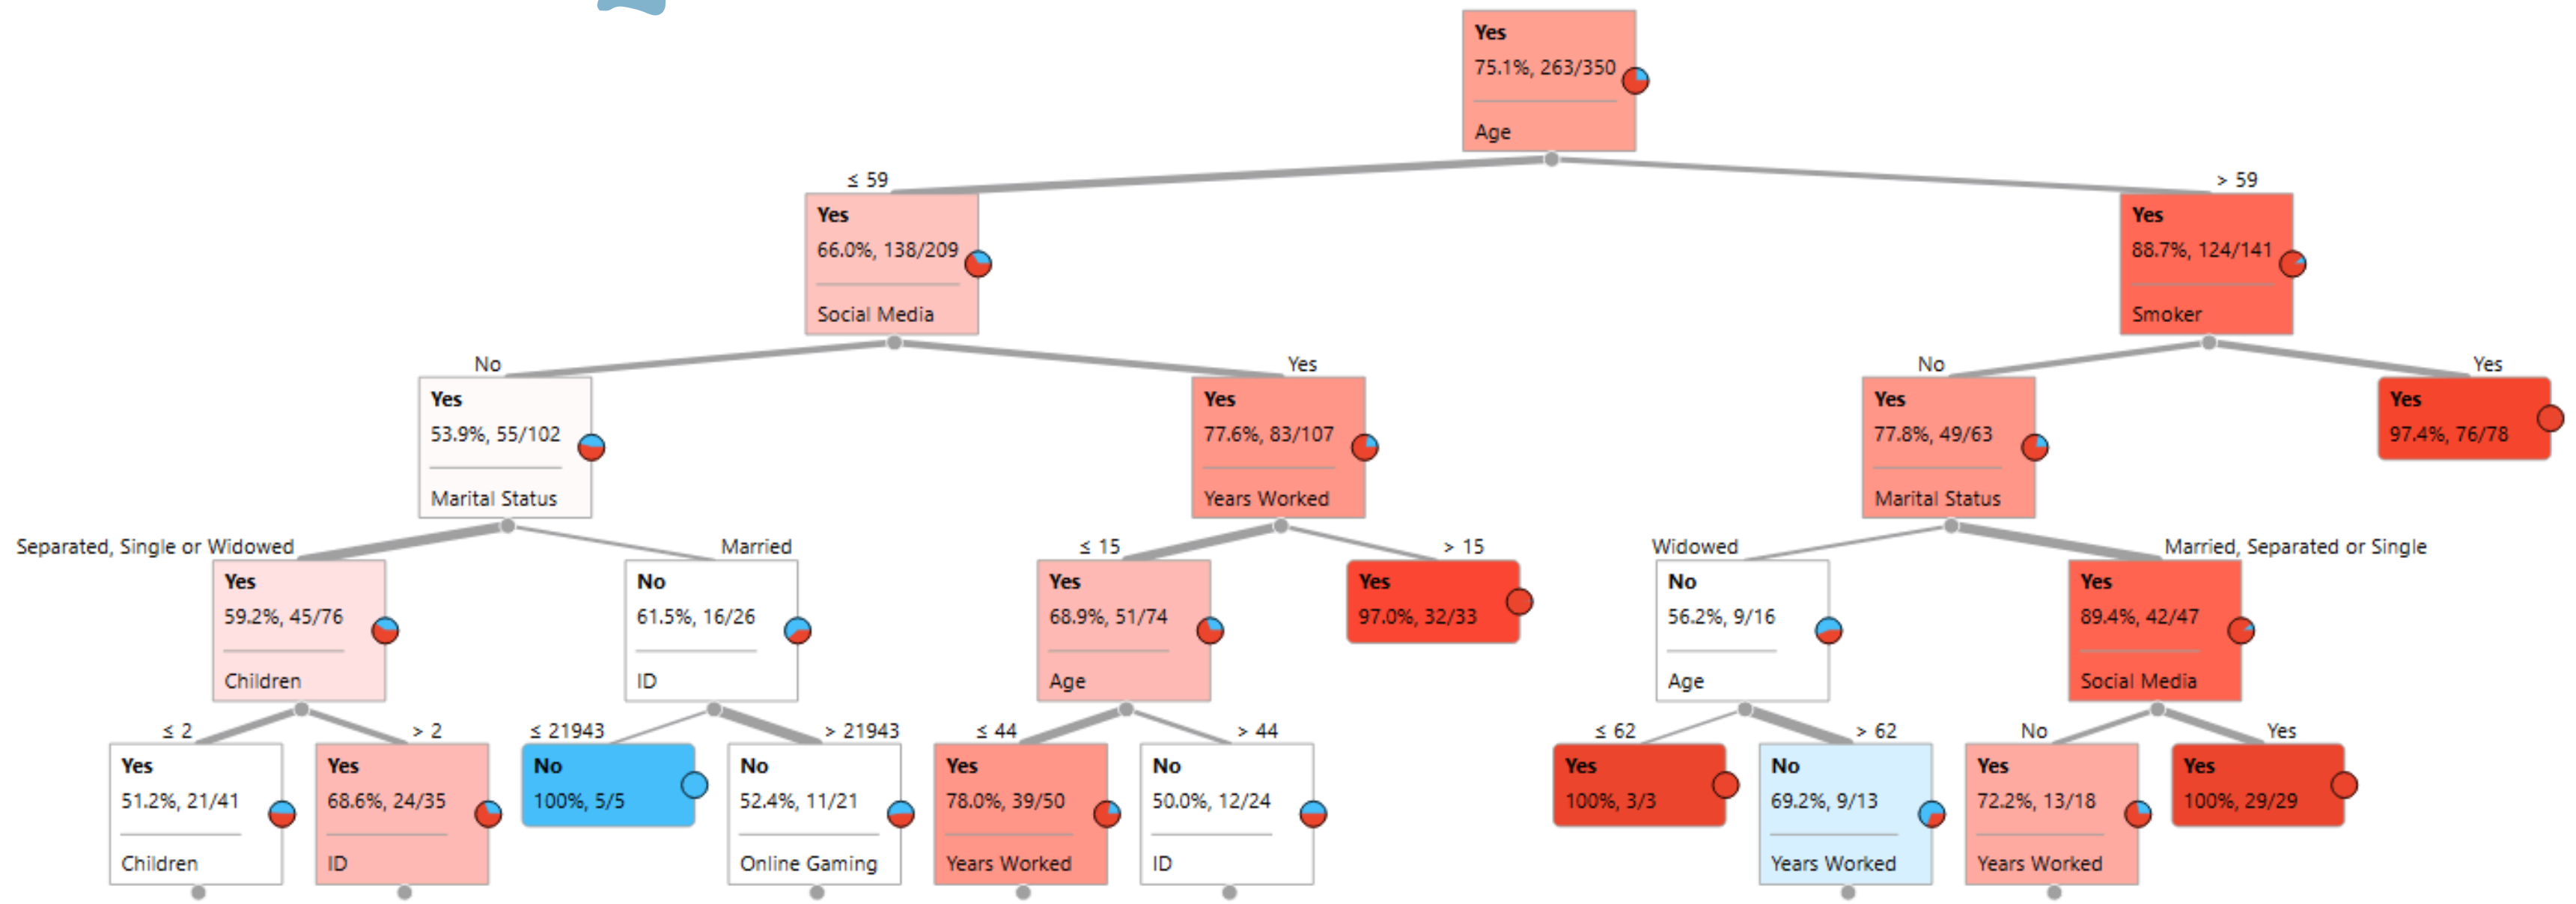 Yes
75.1%, 263/350
Age
≤ 59
> 59
Yes
66.0%, 138/209
Social Media
Yes
88.7%, 124/141
Smoker
No
Yes
No
Yes
Yes
53.9%, 55/102
Marital Status
Yes
77.6%, 83/107
Years Worked
Yes
77.8%, 49/63
Marital Status
Yes
97.4%, 76/78
Separated, Single or Widowed
Married
≤ 15
> 15
Widowed
Married, Separated or Single
Yes
59.2%, 45/76
Children
No
61.5%, 16/26
ID
Yes
68.9%, 51/74
Age
Yes
97.0%, 32/33
No
56.2%, 9/16
Age
Yes
89.4%, 42/47
Social Media
≤ 2
> 2
≤ 21943
> 21943
≤ 44
> 44
≤ 62
> 62
No
Yes
Yes
51.2%, 21/41
Children
Yes
68.6%, 24/35
ID
No
100%, 5/5
No
52.4%, 11/21
Online Gaming
Yes
78.0%, 39/50
Years Worked
No
50.0%, 12/24
ID
Yes
100%, 3/3
No
69.2%, 9/13
Years Worked
Yes
72.2%, 13/18
Years Worked
Yes
100%, 29/29